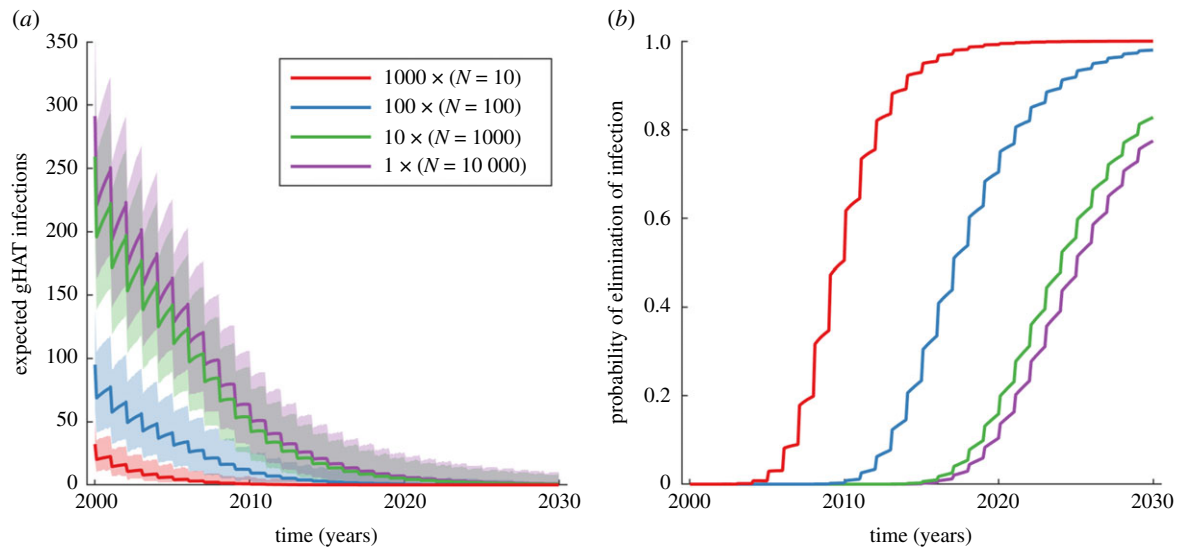 (a)
350
300
250
200
150
100
50
0
expected gHAT infections
1000 × (N = 10)
100 × (N = 100)
10 × (N = 1000)
1 × (N = 10 000)
2000 2010 2020 2030
time (years)
(b)
1.0
0.8
0.6
0.4
0.2
0
probability of elimination of infection
2000 2010 2020 2030
time (years)